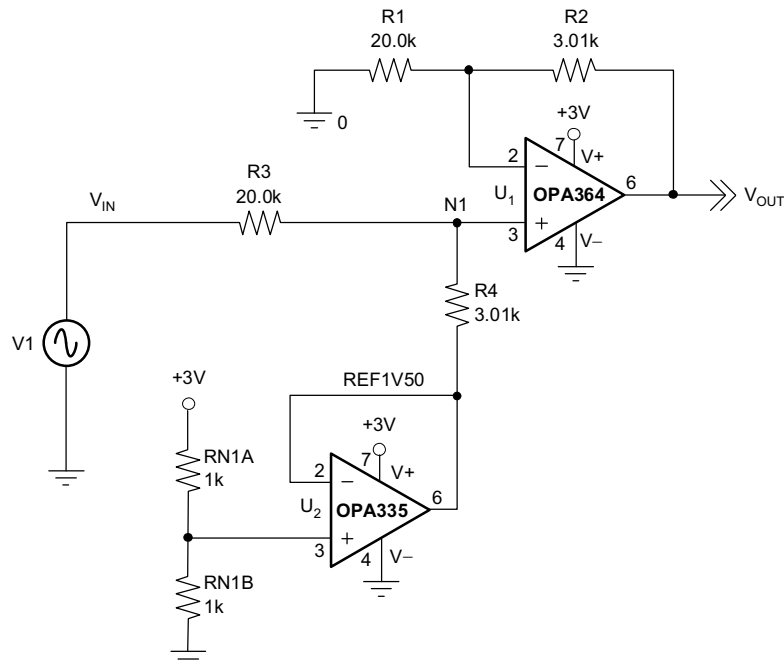 R1
20.0k
R2
3.01k
0
+3V
7
V+
2
−
U1
OPA364
6
VOUT
+
3
4
V−
R3
20.0k
VIN
N1
R4
3.01k
V1
REF1V50
+3V
RN1A
1k
+3V
7
V+
2
−
U2
OPA335
6
+
3
4
V−
RN1B
1k